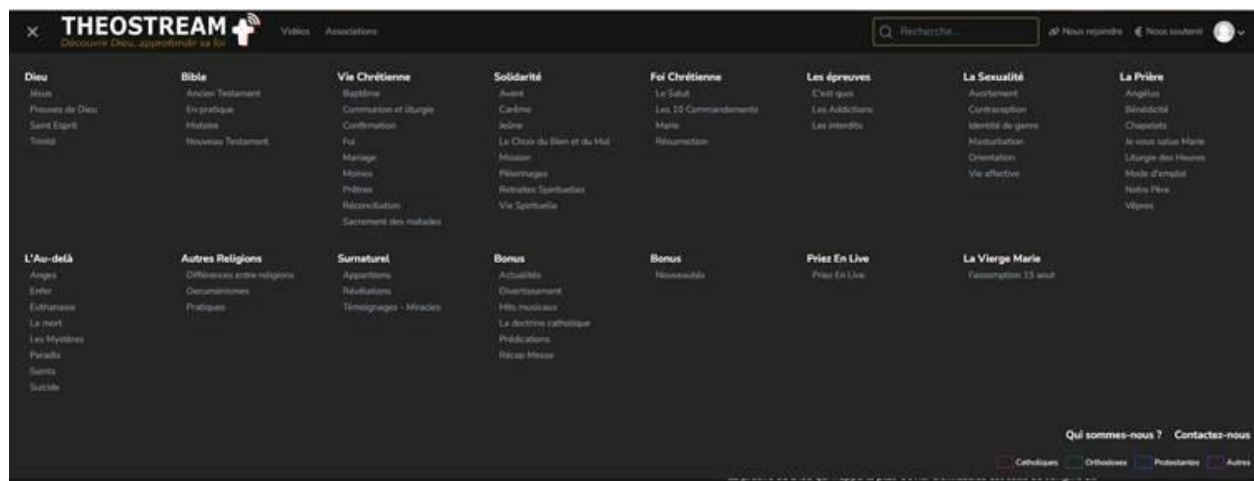 THEOSTREAM
Découvre Dieu, approfondir sa foi
Vidéos Associations
Recherche...
Nous rejoindre € Nous soutenir
Dieu
Jésus
Preuves de Dieu
Saint Esprit
Trinité
Bible
Ancien Testament
En pratique
Histoire
Nouveau Testament
Vie Chrétienne
Baptême
Communion et liturgie
Confirmation
Foi
Mariage
Moines
Prêtres
Réconciliation
Sacrement des malades
Solidarité
Avent
Carême
Jeûne
Le Choix du Bien et du Mal
Mission
Pèlerinages
Retraites Spirituelles
Vie Spirituelle
Foi Chrétienne
Le Salut
Les 10 Commandements
Marie
Résurrection
Les épreuves
C'est quoi
Les Addictions
Les interdits
La Sexualité
Avortement
Contraception
Identité de genre
Masturbation
Orientation
Vie affective
La Prière
Angélus
Bénédicité
Chapelets
Je vous salue Marie
Liturgie des Heures
Mode d'emploi
Notre Père
Vêpres
L'Au-delà
Anges
Enfer
Euthanasie
La mort
Les Mystères
Paradis
Saints
Suicide
Autres Religions
Différences entre religions
Oecuménismes
Pratiques
Surnaturel
Apparitions
Révélations
Témoignages - Miracles
Bonus
Actualités
Divertissement
Hits musicaux
La doctrine catholique
Prédications
Récap Messe
Bonus
Nouveautés
Priez En Live
Priez En Live
La Vierge Marie
l'assomption 15 aout
Qui sommes-nous ? Contactez-nous
Catholiques Orthodoxes Protestantes Autres